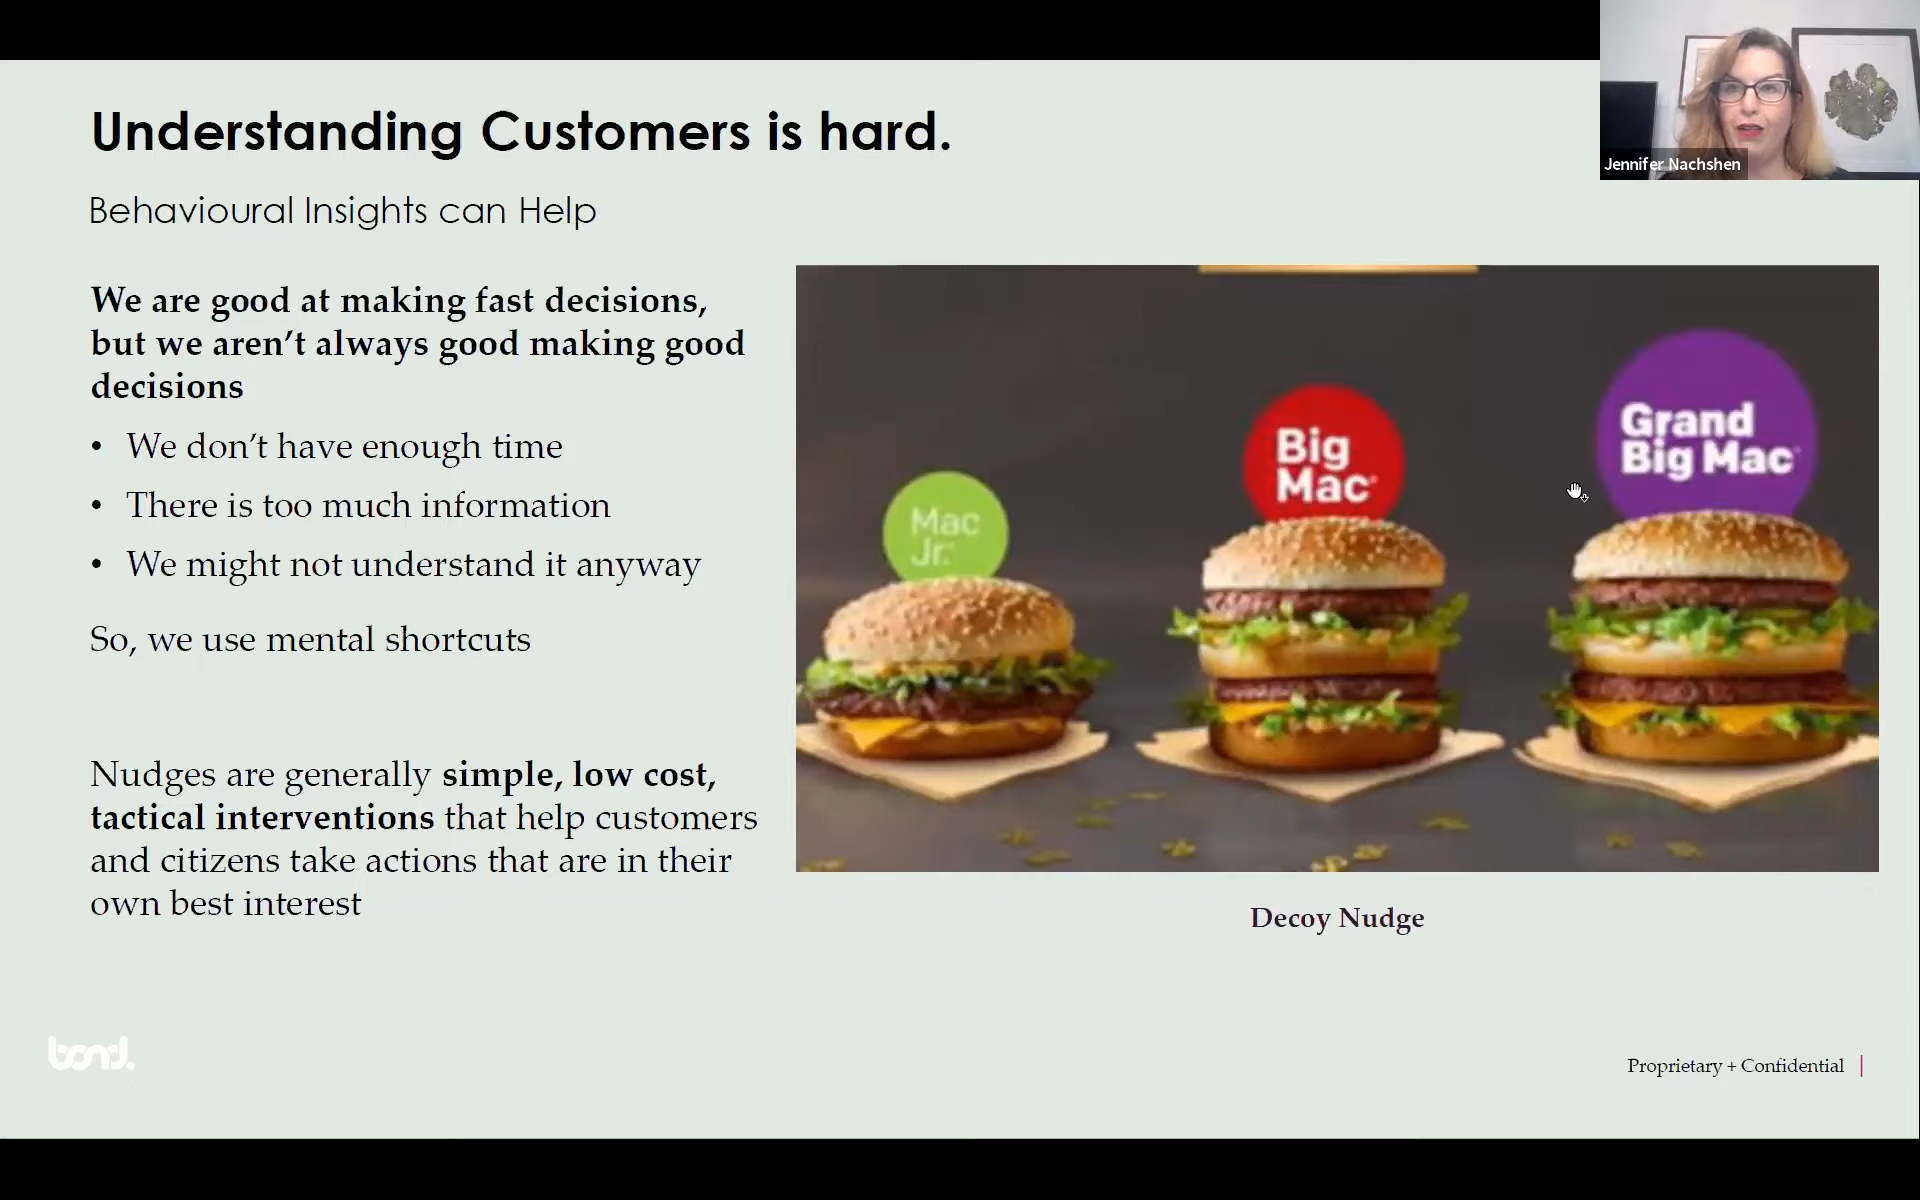 Understanding Customers is hard.
Jennifer Nachshen
Behavioural Insights can Help
We are good at making fast decisions,
but we aren’t always good making good
decisions
• We don’t have enough time
• There is too much information
• We might not understand it anyway
So, we use mental shortcuts
Nudges are generally simple, low cost,
tactical interventions that help customers
and citizens take actions that are in their
own best interest
Mac
Jr.
Big
Mac
Grand
Big Mac
Decoy Nudge
bond.
Proprietary + Confidential